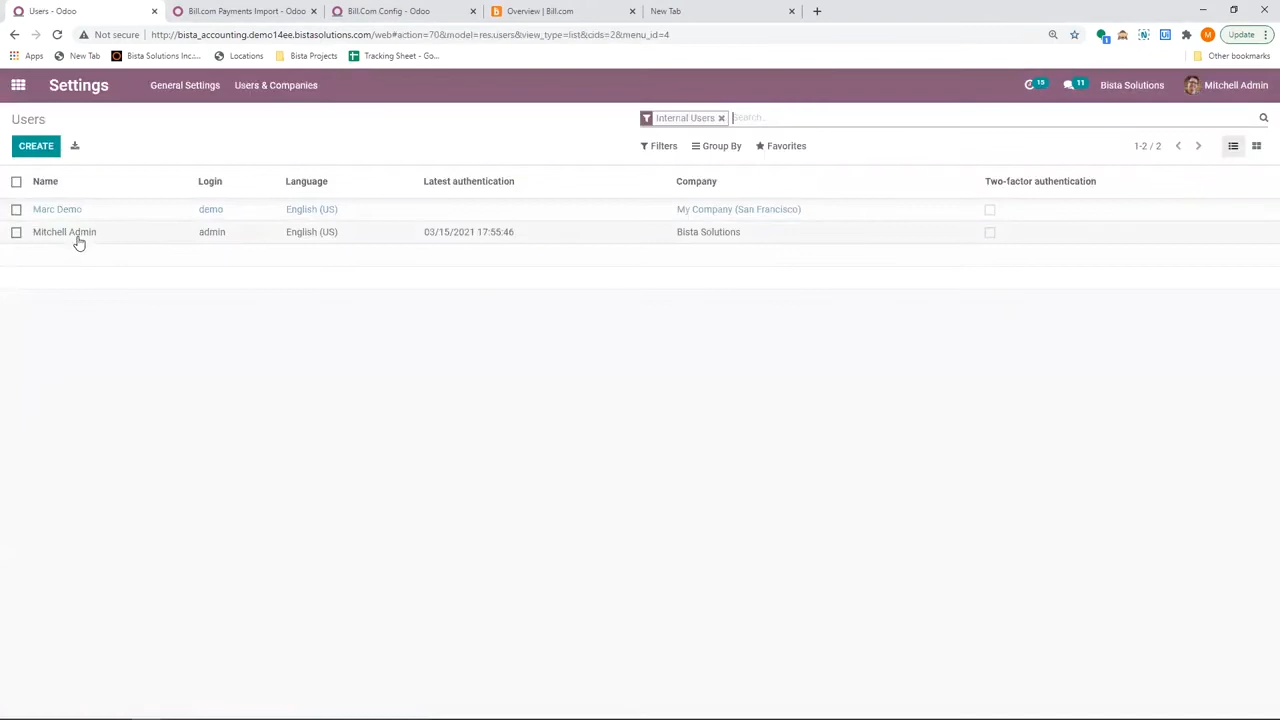 Users - Odoo
Bill.com Payments Import - Odoo
Bill.Com Config - Odoo
Overview | Bill.com
New Tab
Not secure | http://bista_accounting.demo14ee.bistasolutions.com/web#action=70&model=res.users&view_type=list&cids=2&menu_id=4
M
Update
Apps
New Tab
Bista Solutions Inc:...
Locations
Bista Projects
Tracking Sheet - Go...
Other bookmarks
Settings
General Settings
Users & Companies
15
11
Bista Solutions
Mitchell Admin
Users
Internal Users
Search...
CREATE
Filters
Group By
Favorites
1-2 / 2
Name Login Language Latest authentication Company Two-factor authentication
Marc Demo demo English (US) My Company (San Francisco)
Mitchell Admin admin English (US) 03/15/2021 17:55:46 Bista Solutions